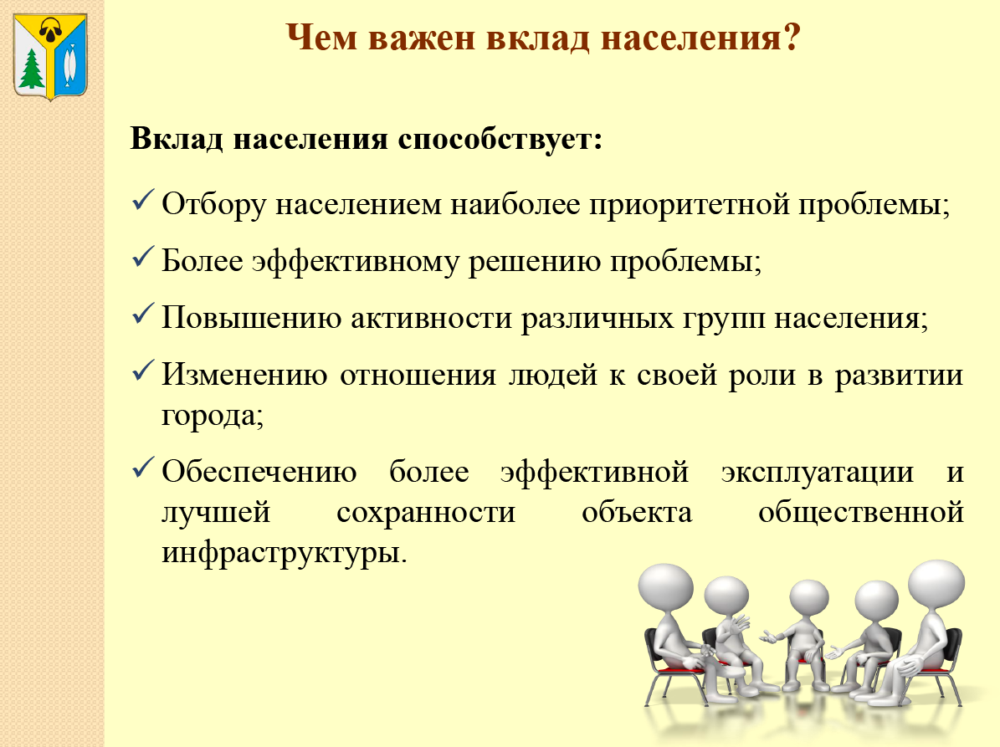 Чем важен вклад населения?
Вклад населения способствует:
Отбору населением наиболее приоритетной проблемы;
Более эффективному решению проблемы;
Повышению активности различных групп населения;
Изменению отношения людей к своей роли в развитии
города;
Обеспечению более эффективной эксплуатации и
лучшей сохранности объекта общественной
инфраструктуры.